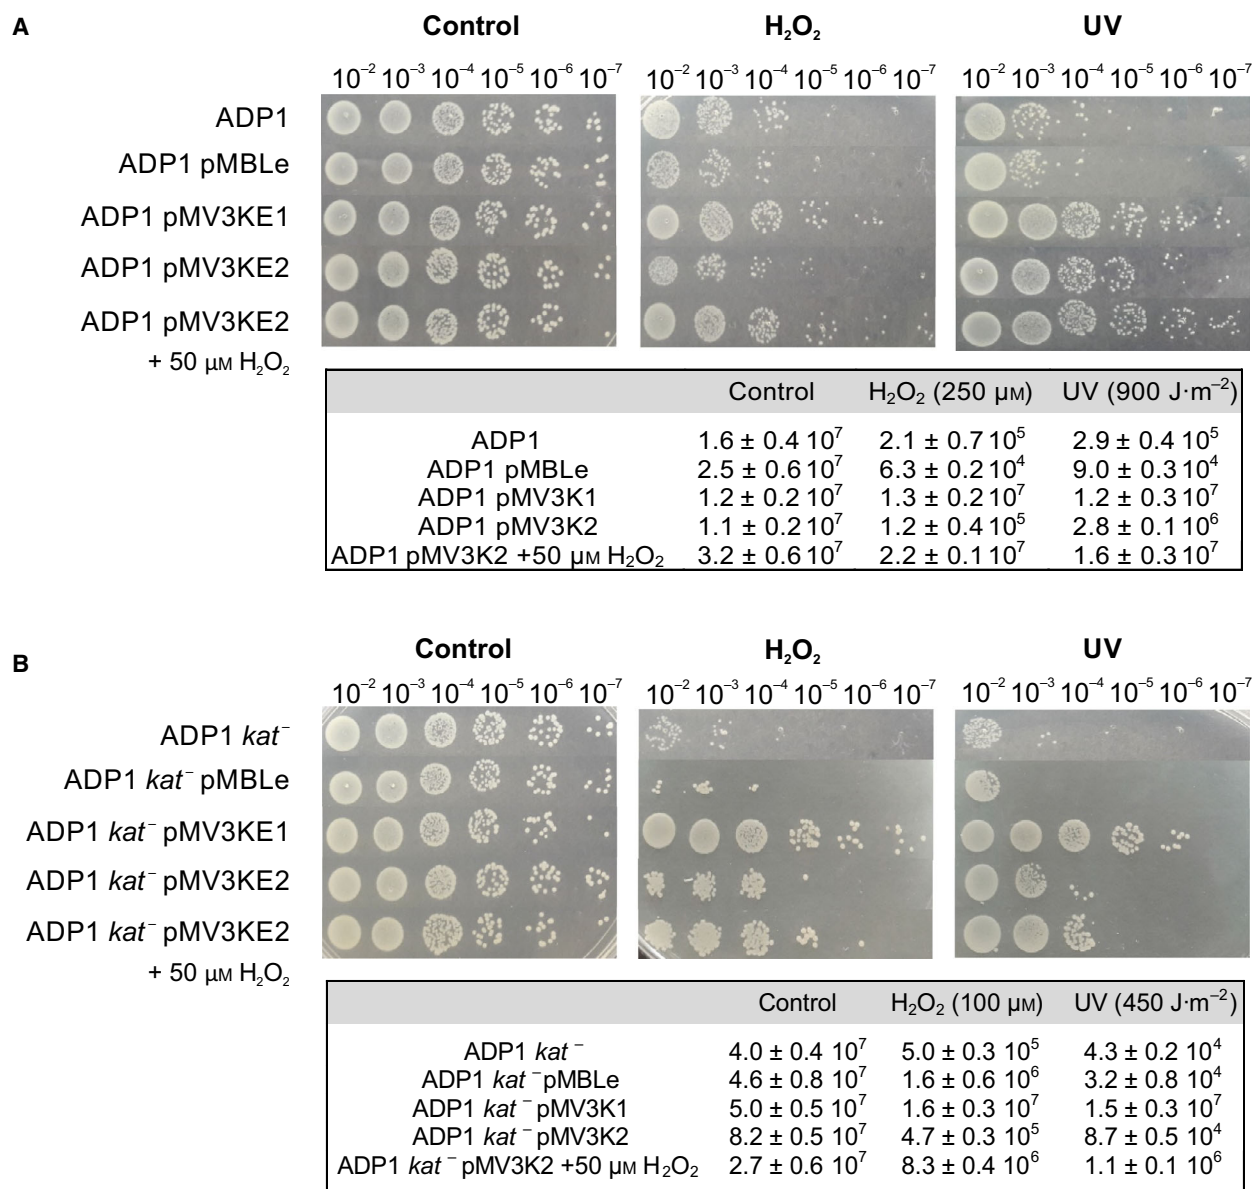 A
Control H₂O₂ UV
10⁻² 10⁻³ 10⁻⁴ 10⁻⁵ 10⁻⁶ 10⁻⁷ 10⁻² 10⁻³ 10⁻⁴ 10⁻⁵ 10⁻⁶ 10⁻⁷ 10⁻² 10⁻³ 10⁻⁴ 10⁻⁵ 10⁻⁶ 10⁻⁷
ADP1
ADP1 pMBLe
ADP1 pMV3KE1
ADP1 pMV3KE2
ADP1 pMV3KE2
+ 50 µM H₂O₂
Control H₂O₂ (250 µM) UV (900 J·m⁻²)
ADP1 1.6 ± 0.4 10⁷ 2.1 ± 0.7 10⁵ 2.9 ± 0.4 10⁵
ADP1 pMBLe 2.5 ± 0.6 10⁷ 6.3 ± 0.2 10⁴ 9.0 ± 0.3 10⁴
ADP1 pMV3K1 1.2 ± 0.2 10⁷ 1.3 ± 0.2 10⁷ 1.2 ± 0.3 10⁷
ADP1 pMV3K2 1.1 ± 0.2 10⁷ 1.2 ± 0.4 10⁵ 2.8 ± 0.1 10⁶
ADP1 pMV3K2 +50 µM H₂O₂ 3.2 ± 0.6 10⁷ 2.2 ± 0.1 10⁷ 1.6 ± 0.3 10⁷
B
Control H₂O₂ UV
10⁻² 10⁻³ 10⁻⁴ 10⁻⁵ 10⁻⁶ 10⁻⁷ 10⁻² 10⁻³ 10⁻⁴ 10⁻⁵ 10⁻⁶ 10⁻⁷ 10⁻² 10⁻³ 10⁻⁴ 10⁻⁵ 10⁻⁶ 10⁻⁷
ADP1 kat⁻
ADP1 kat⁻ pMBLe
ADP1 kat⁻ pMV3KE1
ADP1 kat⁻ pMV3KE2
ADP1 kat⁻ pMV3KE2
+ 50 µM H₂O₂
Control H₂O₂ (100 µM) UV (450 J·m⁻²)
ADP1 kat⁻ 4.0 ± 0.4 10⁷ 5.0 ± 0.3 10⁵ 4.3 ± 0.2 10⁴
ADP1 kat⁻ pMBLe 4.6 ± 0.8 10⁷ 1.6 ± 0.6 10⁶ 3.2 ± 0.8 10⁴
ADP1 kat⁻ pMV3K1 5.0 ± 0.5 10⁷ 1.6 ± 0.3 10⁷ 1.5 ± 0.3 10⁷
ADP1 kat⁻ pMV3K2 8.2 ± 0.5 10⁷ 4.7 ± 0.3 10⁵ 8.7 ± 0.5 10⁴
ADP1 kat⁻ pMV3K2 +50 µM H₂O₂ 2.7 ± 0.6 10⁷ 8.3 ± 0.4 10⁶ 1.1 ± 0.1 10⁶